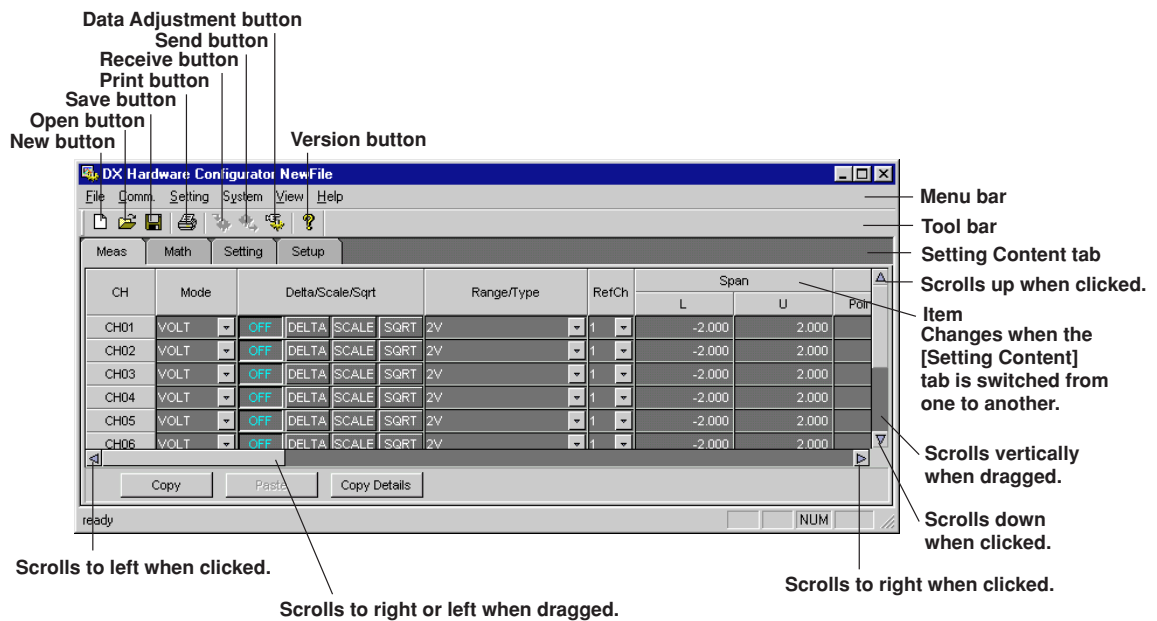 Data Adjustment button
Send button
Receive button
Print button
Save button
Open button
New button
Version button
DX Hardware Configurator NewFile
File Comm. Setting System View Help
Menu bar
Tool bar
Meas Math Setting Setup
Setting Content tab
CH Mode Delta/Scale/Sqrt Range/Type RefCh Span
L U
Scrolls up when clicked.
Item
Changes when the
[Setting Content]
tab is switched from
one to another.
CH01 VOLT OFF DELTA SCALE SQRT 2V 1 -2.000 2.000
CH02 VOLT OFF DELTA SCALE SQRT 2V 1 -2.000 2.000
CH03 VOLT OFF DELTA SCALE SQRT 2V 1 -2.000 2.000
CH04 VOLT OFF DELTA SCALE SQRT 2V 1 -2.000 2.000
CH05 VOLT OFF DELTA SCALE SQRT 2V 1 -2.000 2.000
CH06 VOLT OFF DELTA SCALE SQRT 2V 1 -2.000 2.000
Scrolls vertically
when dragged.
Copy Paste Copy Details
ready NUM
Scrolls down
when clicked.
Scrolls to left when clicked.
Scrolls to right when clicked.
Scrolls to right or left when dragged.